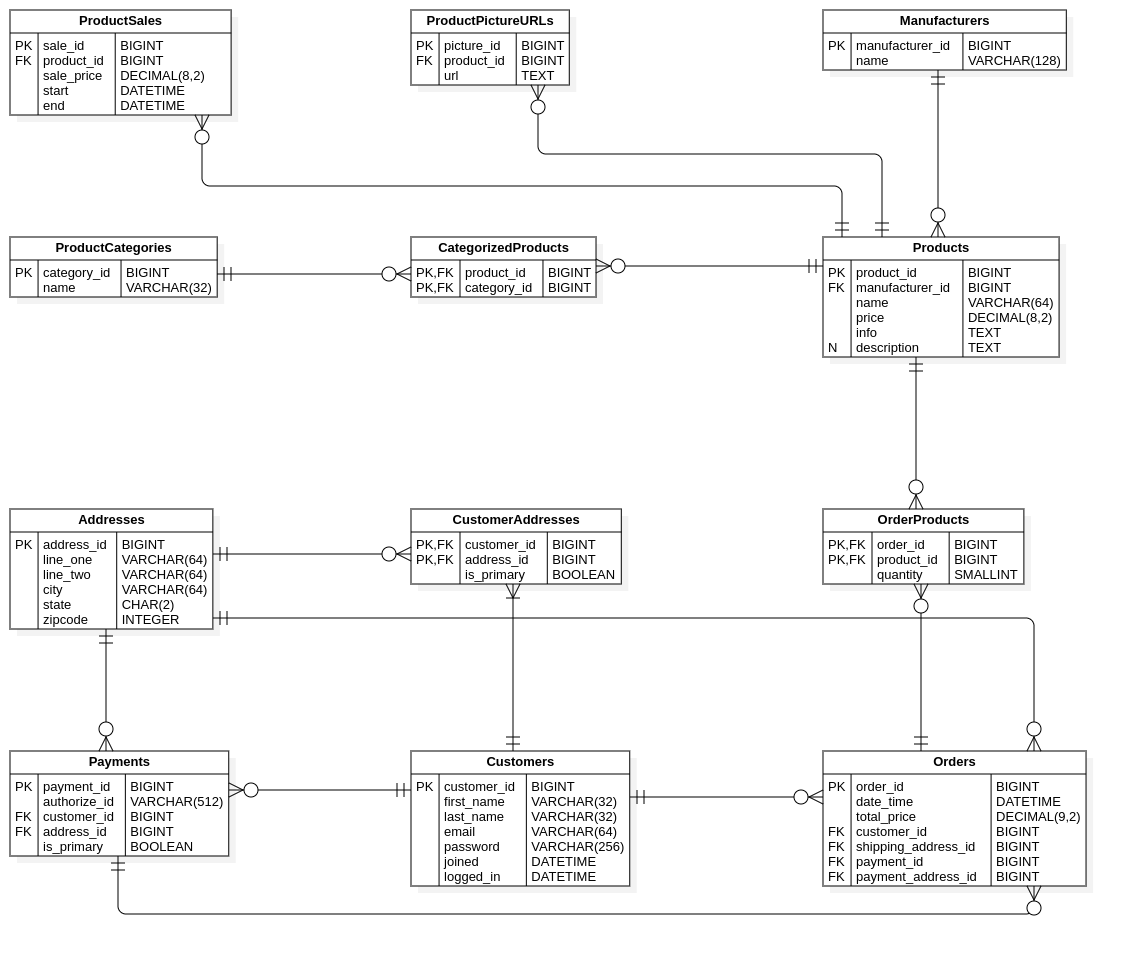 ProductSales
PK sale_id BIGINT
FK product_id BIGINT
sale_price DECIMAL(8,2)
start DATETIME
end DATETIME
ProductPictureURLs
PK picture_id BIGINT
FK product_id BIGINT
url TEXT
Manufacturers
PK manufacturer_id BIGINT
name VARCHAR(128)
ProductCategories
PK category_id BIGINT
name VARCHAR(32)
CategorizedProducts
PK,FK product_id BIGINT
PK,FK category_id BIGINT
Products
PK product_id BIGINT
FK manufacturer_id BIGINT
name VARCHAR(64)
price DECIMAL(8,2)
info TEXT
N description TEXT
Addresses
PK address_id BIGINT
line_one VARCHAR(64)
line_two VARCHAR(64)
city VARCHAR(64)
state CHAR(2)
zipcode INTEGER
CustomerAddresses
PK,FK customer_id BIGINT
PK,FK address_id BIGINT
is_primary BOOLEAN
OrderProducts
PK,FK order_id BIGINT
PK,FK product_id BIGINT
quantity SMALLINT
Payments
PK payment_id BIGINT
authorize_id VARCHAR(512)
FK customer_id BIGINT
FK address_id BIGINT
is_primary BOOLEAN
Customers
PK customer_id BIGINT
first_name VARCHAR(32)
last_name VARCHAR(32)
email VARCHAR(64)
password VARCHAR(256)
joined DATETIME
logged_in DATETIME
Orders
PK order_id BIGINT
date_time DATETIME
total_price DECIMAL(9,2)
FK customer_id BIGINT
FK shipping_address_id BIGINT
FK payment_id BIGINT
FK payment_address_id BIGINT